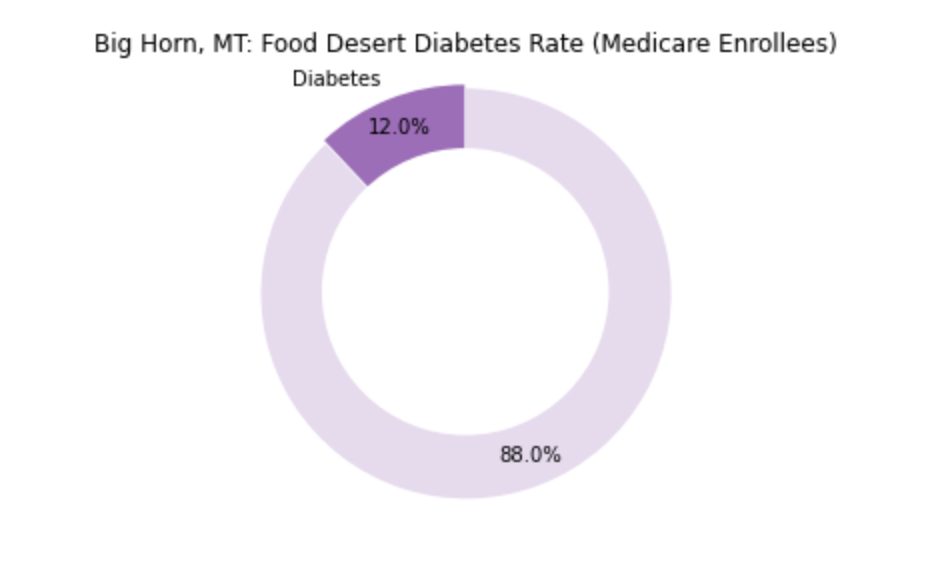 Big Horn, MT: Food Desert Diabetes Rate (Medicare Enrollees)
Diabetes
12.0%
88.0%